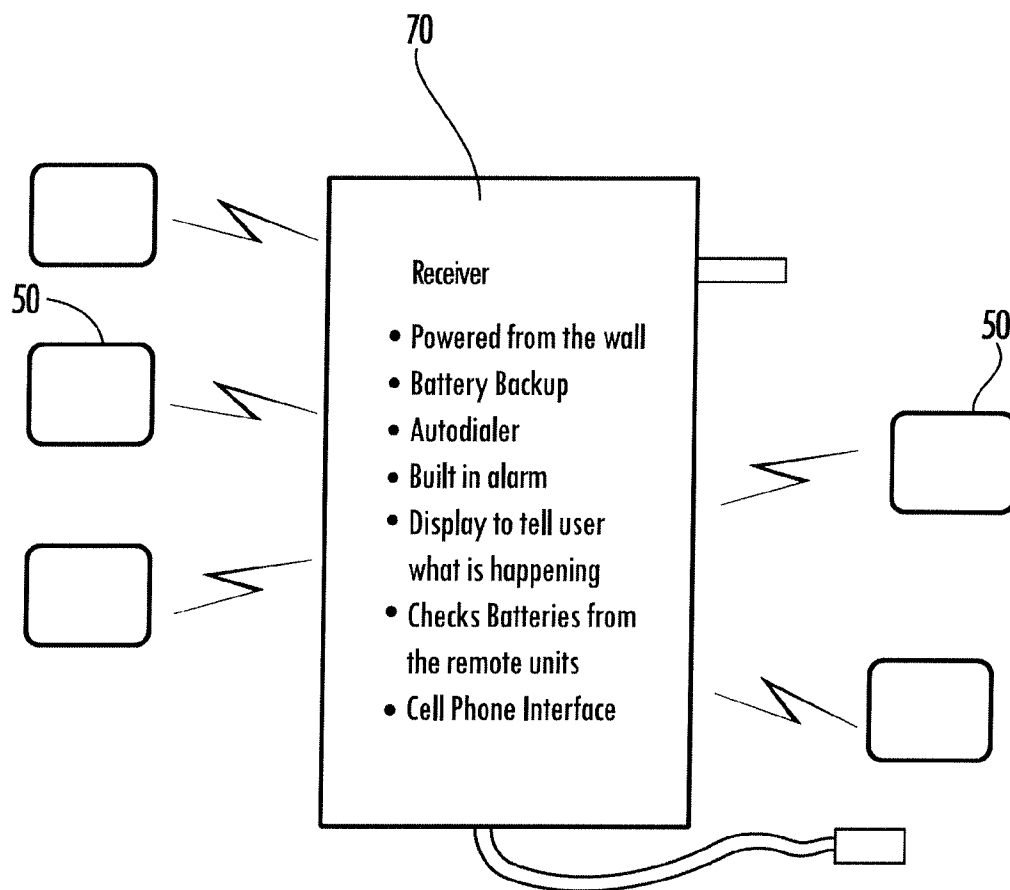 70
50
50
Receiver
• Powered from the wall
• Battery Backup
• Autodialer
• Built in alarm
• Display to tell user
what is happening
• Checks Batteries from
the remote units
• Cell Phone Interface